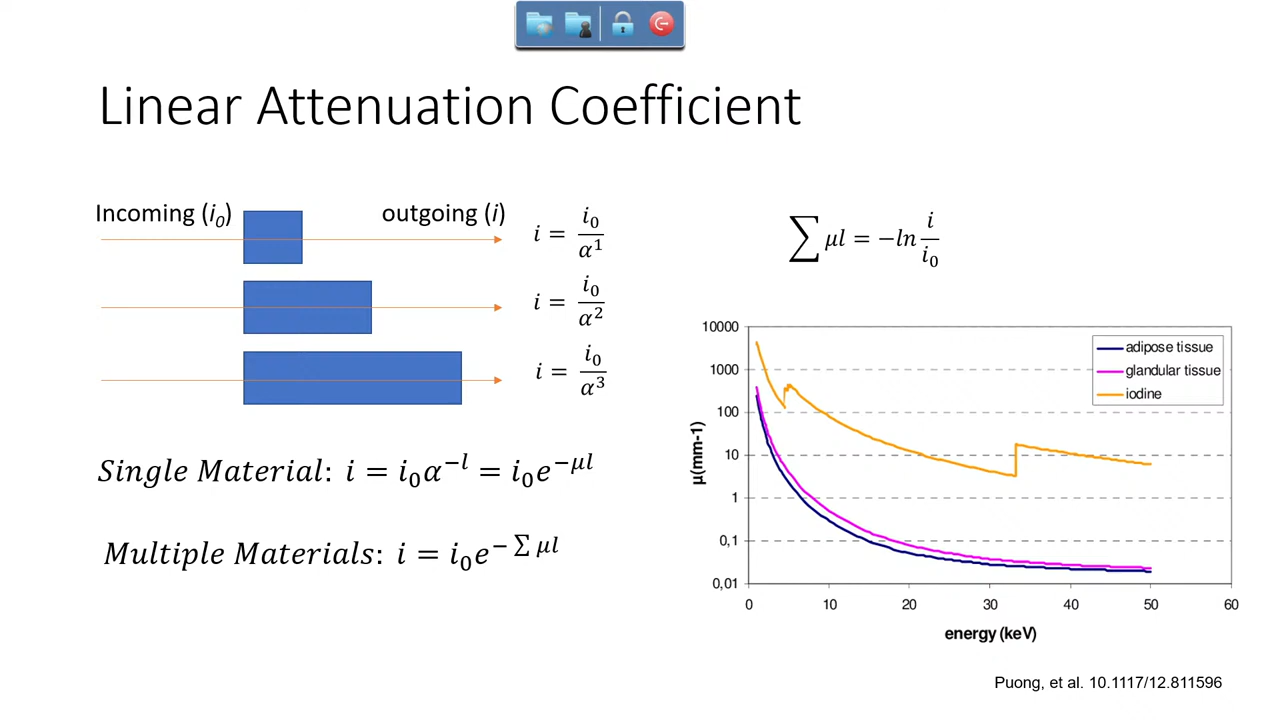 Linear Attenuation Coefficient
Incoming (i₀)
outgoing (i)
i = i₀/α¹
i = i₀/α²
i = i₀/α³
Single Material: i = i₀α⁻ˡ = i₀e^(−μl)
Multiple Materials: i = i₀e^(− ∑ μl)
∑ μl = −ln i/i₀
10000
1000
100
10
1
0,1
0,01
μ(mm-1)
adipose tissue
glandular tissue
iodine
0 10 20 30 40 50 60
energy (keV)
Puong, et al. 10.1117/12.811596